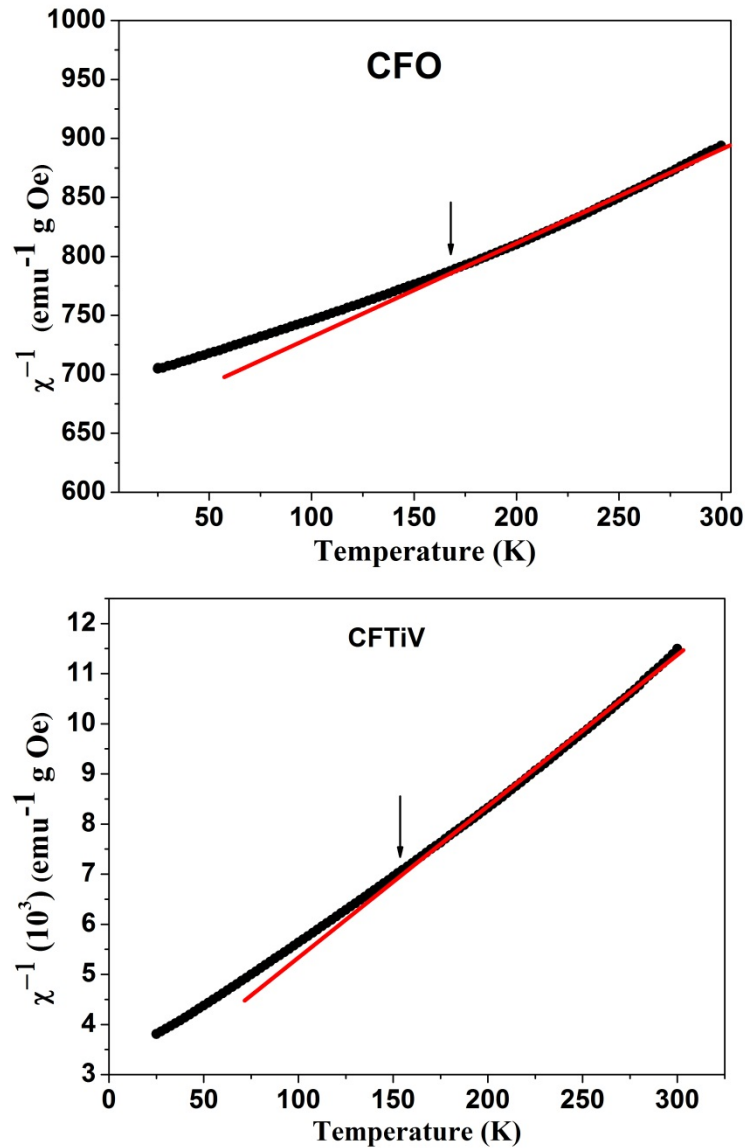 CFO
1000
950
900
850
800
750
700
650
600
χ⁻¹ (emu⁻¹ g Oe)
50 100 150 200 250 300
Temperature (K)
CFTiV
12
11
10
9
8
7
6
5
4
3
χ⁻¹ (10³) (emu⁻¹ g Oe)
0 50 100 150 200 250 300
Temperature (K)